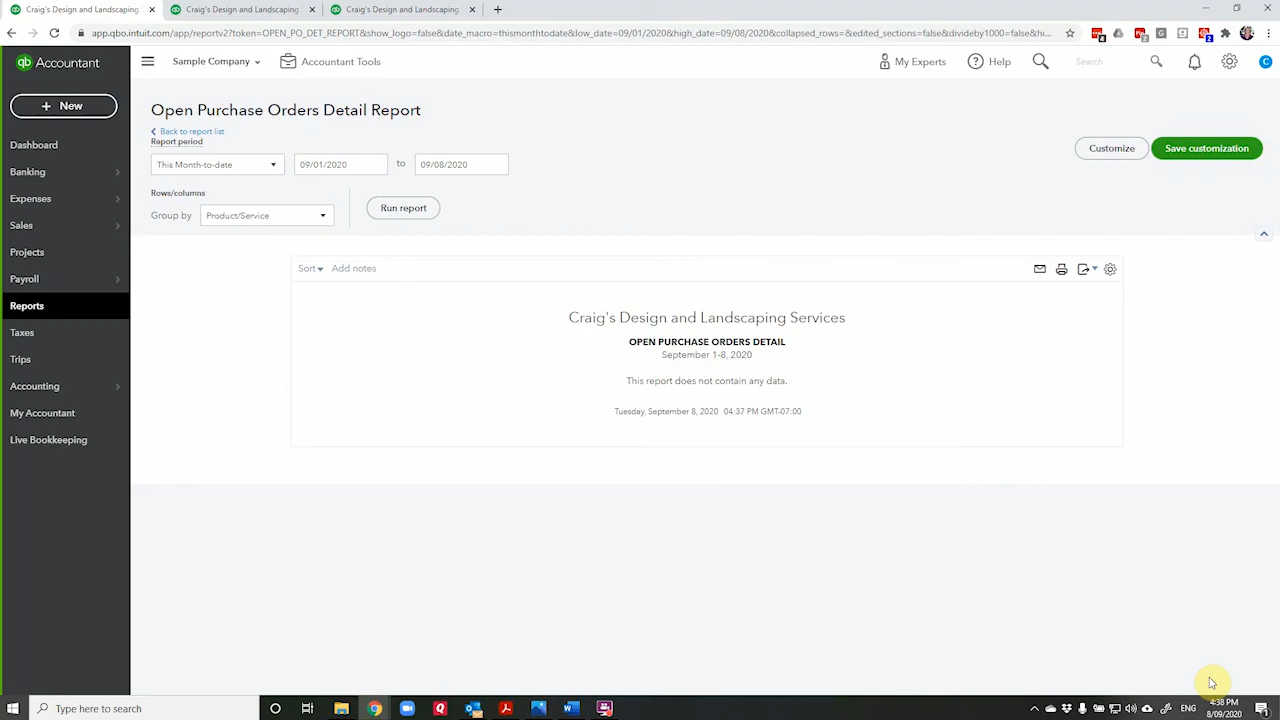 Craig's Design and Landscaping
Craig's Design and Landscaping
Craig's Design and Landscaping
app.qbo.intuit.com/app/reportv2?token=OPEN_PO_DET_REPORT&show_logo=false&date_macro=thismonthtodate&low_date=09/01/2020&high_date=09/08/2020&collapsed_rows=&edited_sections=false&divideby1000=false&hi...
qb Accountant
Sample Company
Accountant Tools
My Experts
Help
Search
C
+ New
Dashboard
Banking
Expenses
Sales
Projects
Payroll
Reports
Taxes
Trips
Accounting
My Accountant
Live Bookkeeping
Open Purchase Orders Detail Report
Back to report list
Report period
This Month-to-date
09/01/2020
to
09/08/2020
Customize
Save customization
Rows/columns
Group by
Product/Service
Run report
Sort
Add notes
Craig's Design and Landscaping Services
OPEN PURCHASE ORDERS DETAIL
September 1-8, 2020
This report does not contain any data.
Tuesday, September 8, 2020 04:37 PM GMT-07:00
Type here to search
ENG
4:38 PM
8/09/2020